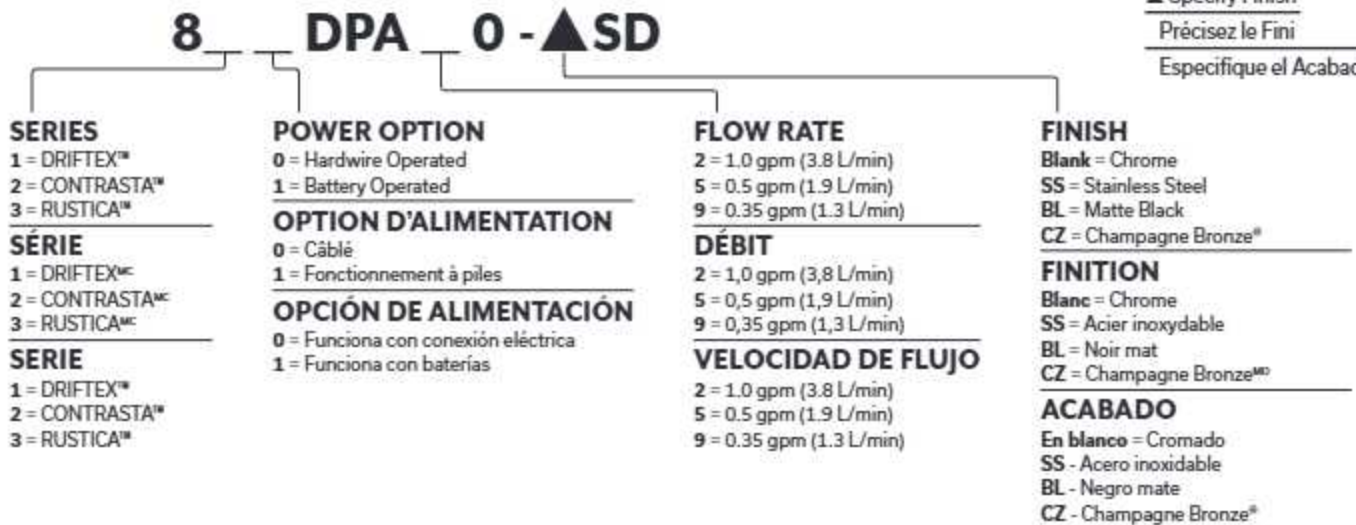 Précisez le Fini
8_ _ DPA _ 0 - ▲SD
SERIES
1 = DRIFTEX™
2 = CONTRASTA™
3 = RUSTICA™
SÉRIE
1 = DRIFTEXᴹᶜ
2 = CONTRASTAᴹᶜ
3 = RUSTICAᴹᶜ
SERIE
1 = DRIFTEX™
2 = CONTRASTA™
3 = RUSTICA™
POWER OPTION
0 = Hardwire Operated
1 = Battery Operated
OPTION D'ALIMENTATION
0 = Câblé
1 = Fonctionnement à piles
OPCIÓN DE ALIMENTACIÓN
0 = Funciona con conexión eléctrica
1 = Funciona con baterías
FLOW RATE
2 = 1.0 gpm (3.8 L/min)
5 = 0.5 gpm (1.9 L/min)
9 = 0.35 gpm (1.3 L/min)
DÉBIT
2 = 1,0 gpm (3,8 L/min)
5 = 0,5 gpm (1,9 L/min)
9 = 0,35 gpm (1,3 L/min)
VELOCIDAD DE FLUJO
2 = 1.0 gpm (3.8 L/min)
5 = 0.5 gpm (1.9 L/min)
9 = 0.35 gpm (1.3 L/min)
FINISH
Blank = Chrome
SS = Stainless Steel
BL = Matte Black
CZ = Champagne Bronze®
FINITION
Blanc = Chrome
SS = Acier inoxydable
BL = Noir mat
CZ = Champagne Bronzeᴹᴰ
ACABADO
En blanco = Cromado
SS - Acero inoxidable
BL - Negro mate
CZ - Champagne Bronze®
Especifique el